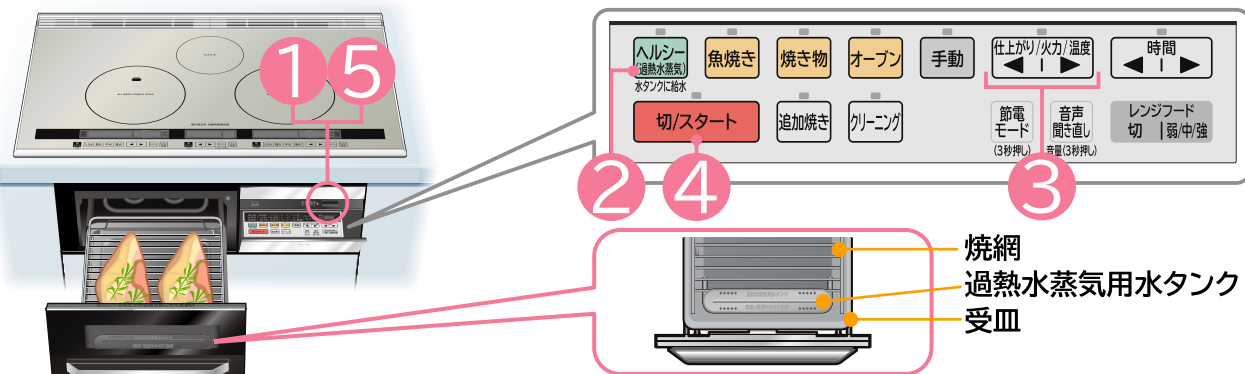 1 5
ヘルシー
(過熱水蒸気)
水タンクに給水
魚焼き
焼き物
オーブン
手動
仕上がり/火力/温度
時間
切/スタート
追加焼き
クリーニング
節電
モード
(3秒押し)
音声
聞き直し
音量(3秒押し)
レンジフード
切 | 弱/中/強
2
4
3
焼網
過熱水蒸気用水タンク
受皿